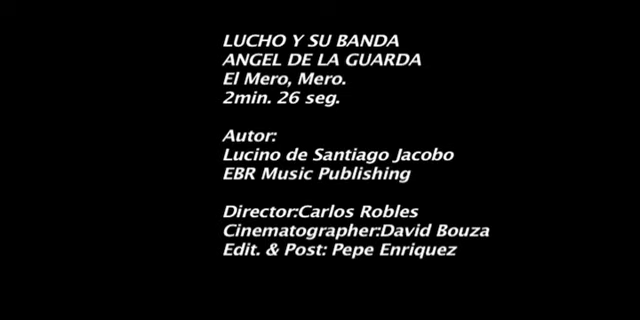 LUCHO Y SU BANDA
ANGEL DE LA GUARDA
El Mero, Mero.
2min. 26 seg.
Autor:
Lucino de Santiago Jacobo
EBR Music Publishing
Director:Carlos Robles
Cinematographer:David Bouza
Edit. & Post: Pepe Enriquez